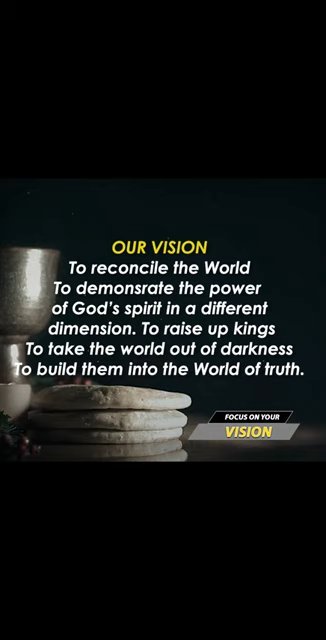 OUR VISION
To reconcile the World
To demonsrate the power
of God's spirit in a different
dimension. To raise up kings
To take the world out of darkness
To build them into the World of truth.
FOCUS ON YOUR
VISION